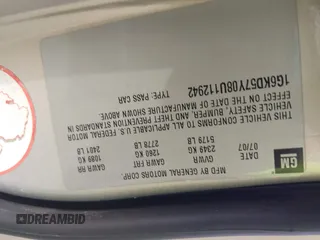 MFD BY GENERAL MOTORS CORP.
GM
DATE GVWR GAWR FRT GAWR RR
07/07 2349 KG 1260 KG 1089 KG
5179 LB 2778 LB 2401 LB
THIS VEHICLE CONFORMS TO ALL APPLICABLE U.S. FEDERAL MOTOR
VEHICLE SAFETY, BUMPER, AND THEFT PREVENTION STANDARDS IN
EFFECT ON THE DATE OF MANUFACTURE SHOWN ABOVE.
1G6KD57Y08U112942 TYPE: PASS CAR
DREAMBID